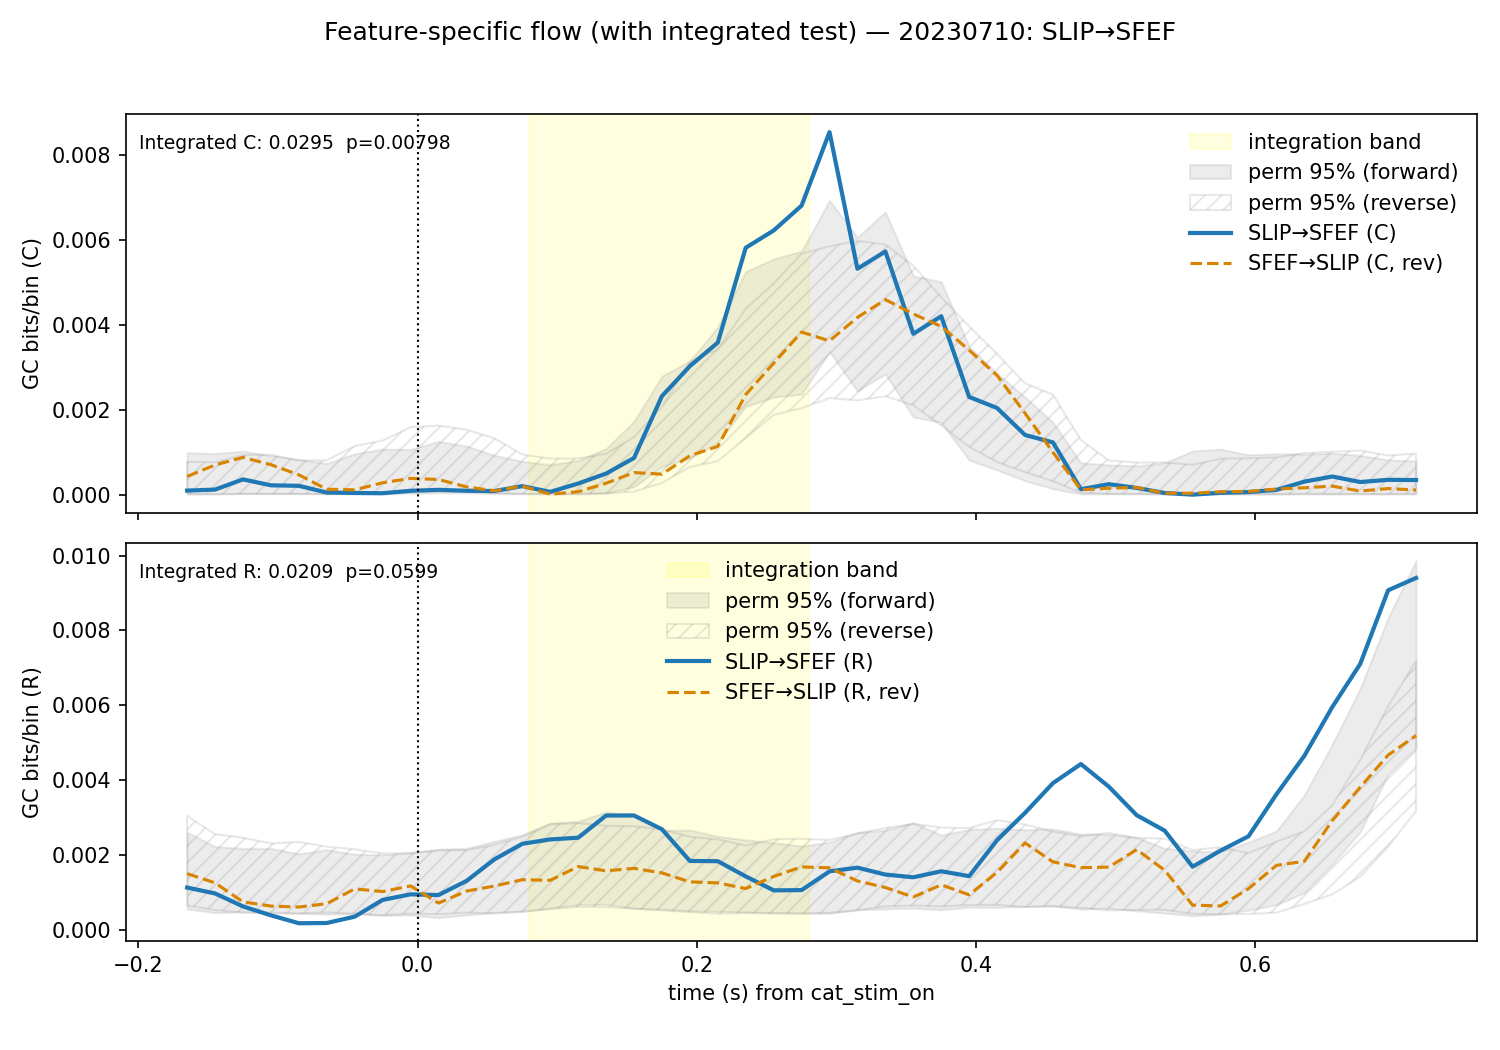 Feature-specific flow (with integrated test) — 20230710: SLIP→SFEF
Integrated C: 0.0295  p=0.00798
integration band
perm 95% (forward)
perm 95% (reverse)
SLIP→SFEF (C)
SFEF→SLIP (C, rev)
GC bits/bin (C)
0.008
0.006
0.004
0.002
0.000
Integrated R: 0.0209  p=0.0599
integration band
perm 95% (forward)
perm 95% (reverse)
SLIP→SFEF (R)
SFEF→SLIP (R, rev)
GC bits/bin (R)
0.010
0.008
0.006
0.004
0.002
0.000
−0.2
0.0
0.2
0.4
0.6
time (s) from cat_stim_on